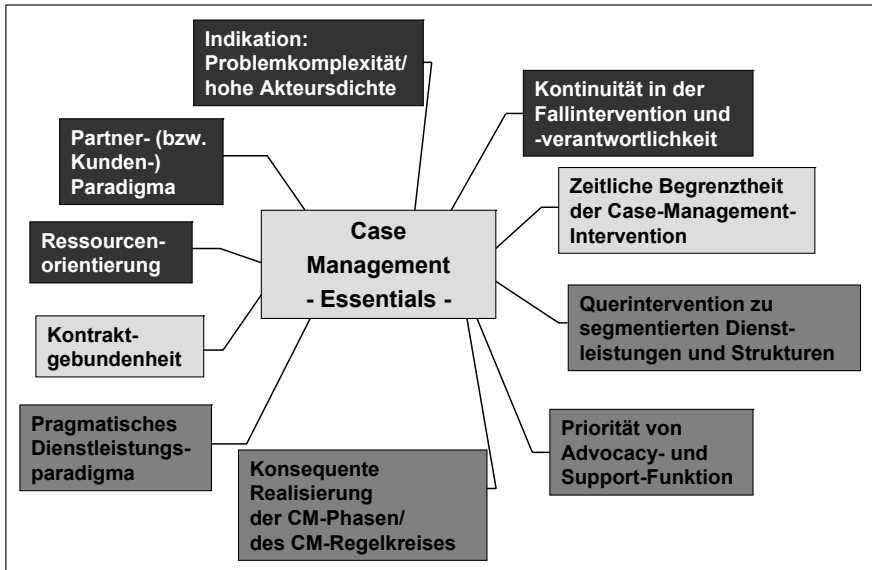 Indikation:
Problemkomplexität/
hohe Akteursdichte
Kontinuität in der
Fallintervention und
-verantwortlichkeit
Partner- (bzw.
Kunden-)
Paradigma
Zeitliche Begrenztheit
der Case-Management-
Intervention
Case
Management
- Essentials -
Ressourcen-
orientierung
Querintervention zu
segmentierten Dienst-
leistungen und Strukturen
Kontrakt-
gebundenheit
Pragmatisches
Dienstleistungs-
paradigma
Priorität von
Advocacy- und
Support-Funktion
Konsequente
Realisierung
der CM-Phasen/
des CM-Regelkreises